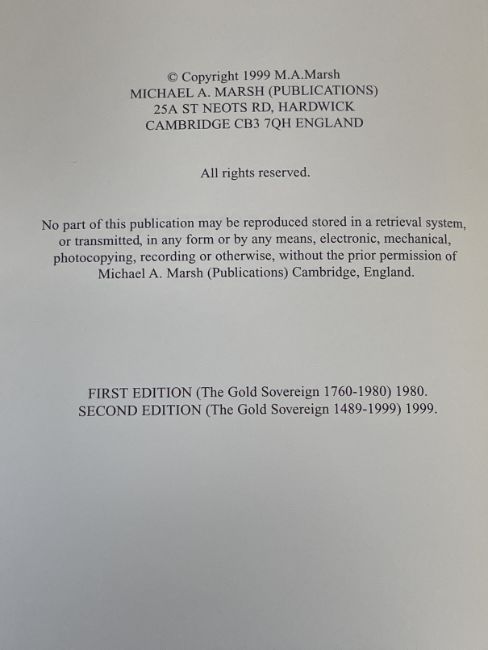 © Copyright 1999 M.A.Marsh
MICHAEL A. MARSH (PUBLICATIONS)
25A ST NEOTS RD, HARDWICK
CAMBRIDGE CB3 7QH ENGLAND
All rights reserved.
No part of this publication may be reproduced stored in a retrieval system,
or transmitted, in any form or by any means, electronic, mechanical,
photocopying, recording or otherwise, without the prior permission of
Michael A. Marsh (Publications) Cambridge, England.
FIRST EDITION (The Gold Sovereign 1760-1980) 1980.
SECOND EDITION (The Gold Sovereign 1489-1999) 1999.